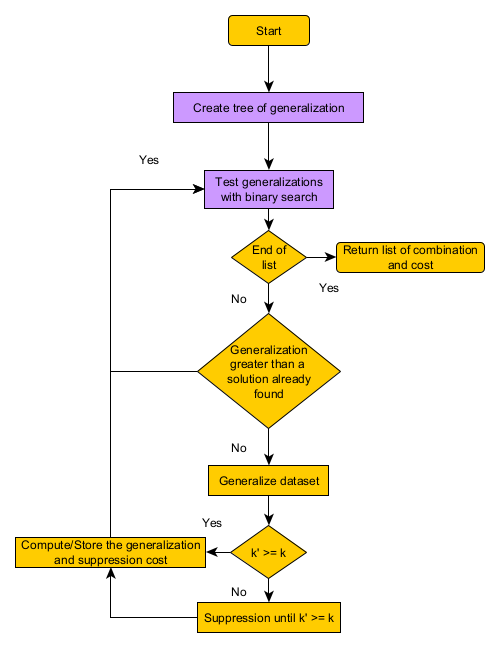 Start
Create tree of generalization
Yes
Test generalizations
with binary search
End of
list
Return list of combination
and cost
Yes
No
Generalization
greater than a
solution already
found
No
Generalize dataset
Yes
Compute/Store the generalization
and suppression cost
k' >= k
No
Suppression until k' >= k